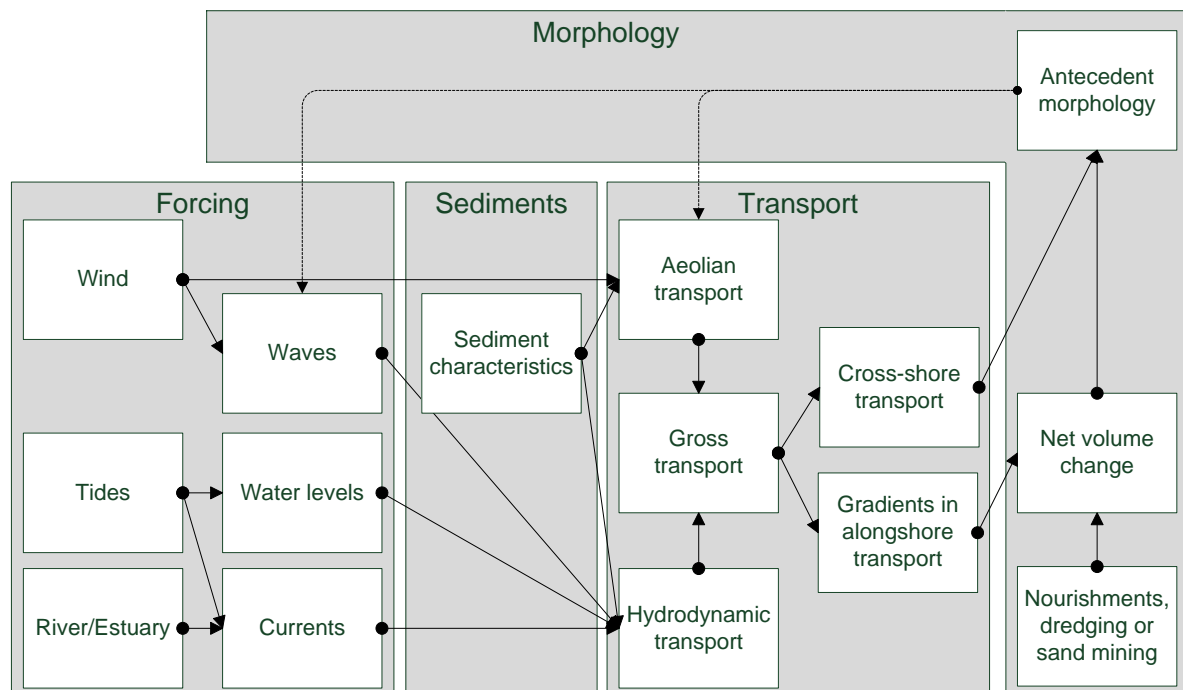 Morphology
Antecedent
morphology
Forcing
Sediments
Transport
Wind
Waves
Tides
Water levels
River/Estuary
Currents
Sediment
characteristics
Aeolian
transport
Gross
transport
Hydrodynamic
transport
Cross-shore
transport
Gradients in
alongshore
transport
Net volume
change
Nourishments,
dredging or
sand mining